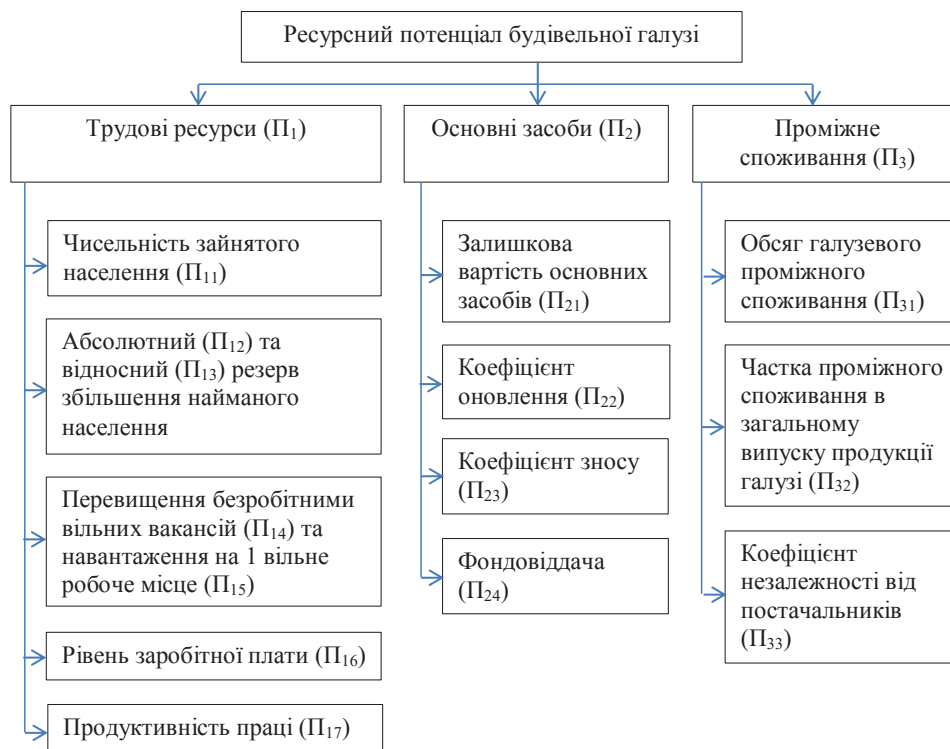 Ресурсний потенціал будівельної галузі
Трудові ресурси (П₁)
Чисельність зайнятого
населення (П₁₁)
Абсолютний (П₁₂) та
відносний (П₁₃) резерв
збільшення найманого
населення
Перевищення безробітними
вільних вакансій (П₁₄) та
навантаження на 1 вільне
робоче місце (П₁₅)
Рівень заробітної плати (П₁₆)
Продуктивність праці (П₁₇)
Основні засоби (П₂)
Залишкова
вартість основних
засобів (П₂₁)
Коефіцієнт
оновлення (П₂₂)
Коефіцієнт зносу
(П₂₃)
Фондовіддача
(П₂₄)
Проміжне
споживання (П₃)
Обсяг галузевого
проміжного
споживання (П₃₁)
Частка проміжного
споживання в
загальному
випуску продукції
галузі (П₃₂)
Коефіцієнт
незалежності від
постачальників
(П₃₃)